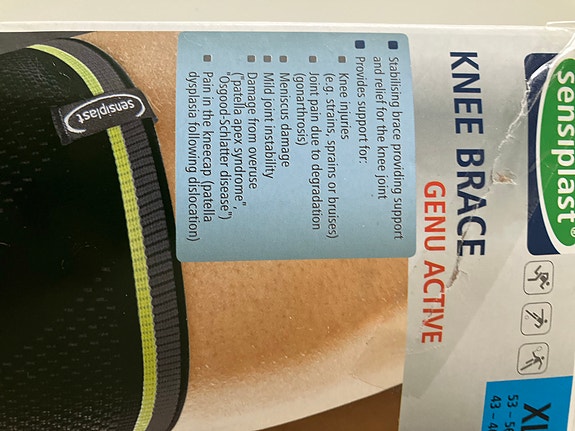 sensiplast®
KNEE BRACE
GENU ACTIVE
Stabilising brace providing support
and relief for the knee joint
Provides support for:
Knee injuries
(e.g. strains, sprains or bruises)
Joint pain due to degradation
(gonarthrosis)
Meniscus damage
Mild joint instability
Damage from overuse
("patella apex syndrome",
"Osgood-Schlatter disease")
Pain in the kneecap (patella
dysplasia following dislocation)
sensiplast